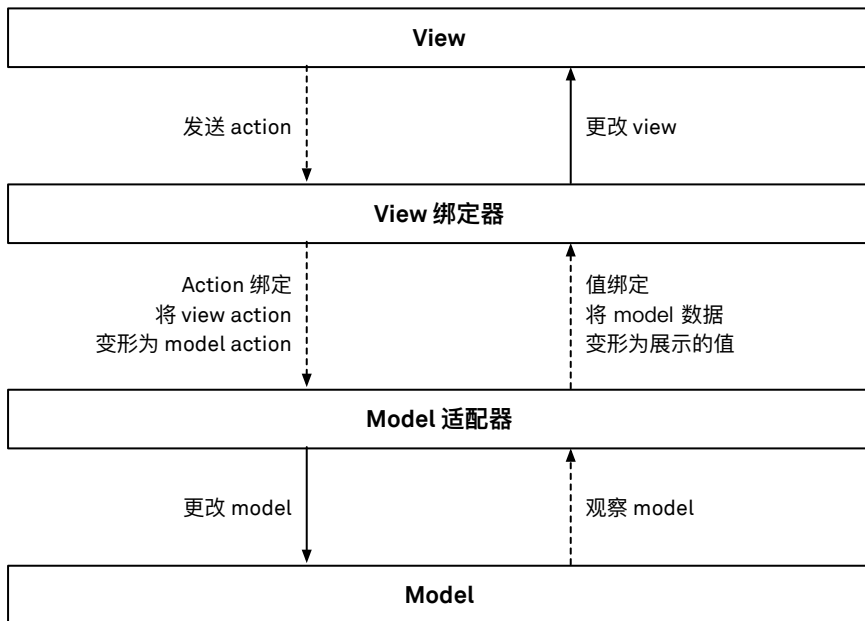 View
发送 action
更改 view
View 绑定器
Action 绑定
将 view action
变形为 model action
值绑定
将 model 数据
变形为展示的值
Model 适配器
更改 model
观察 model
Model